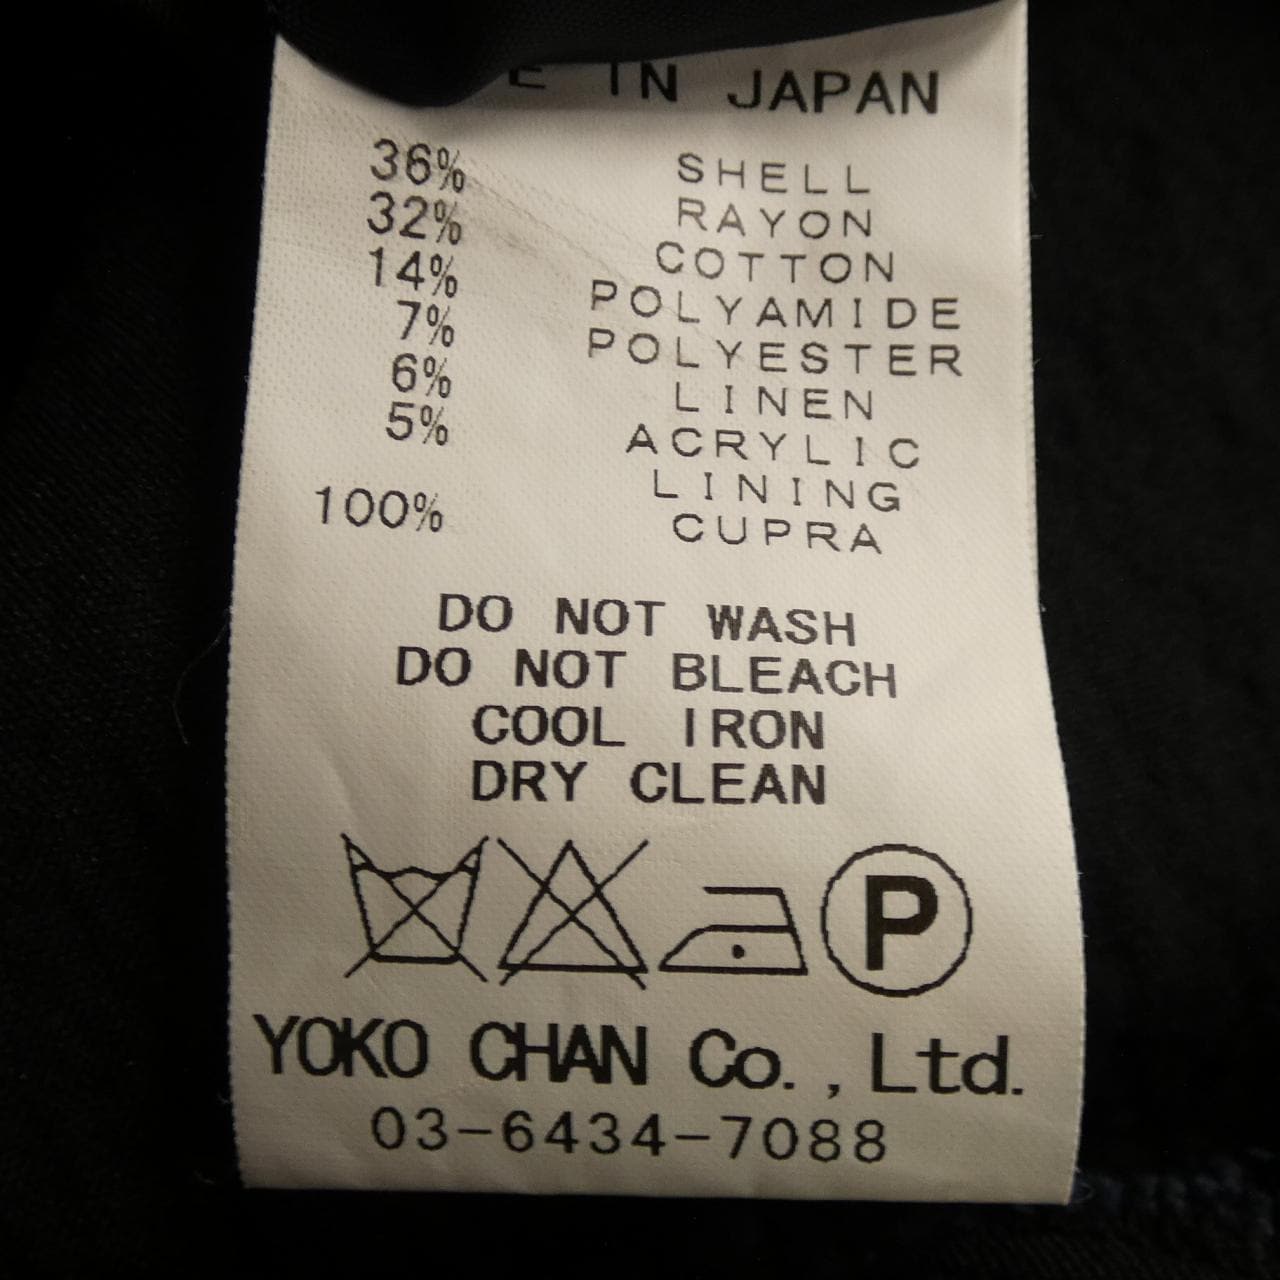 E IN JAPAN
36% SHELL
32% RAYON
14% COTTON
7% POLYAMIDE
6% POLYESTER
5% LINEN
ACRYLIC
LINING
100% CUPRA
DO NOT WASH
DO NOT BLEACH
COOL IRON
DRY CLEAN
P
YOKO CHAN Co.,Ltd.
03-6434-7088